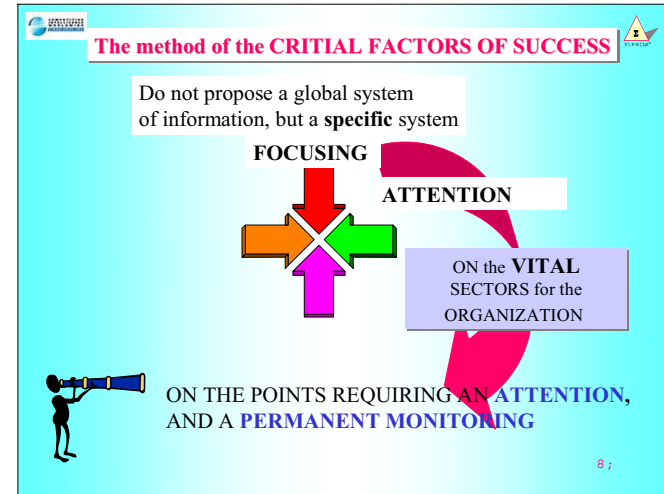 The method of the CRITIAL FACTORS OF SUCCESS
Σ
Do not propose a global system
of information, but a specific system
FOCUSING
ATTENTION
ON the VITAL
SECTORS for the
ORGANIZATION
ON THE POINTS REQUIRING AN ATTENTION,
AND A PERMANENT MONITORING
8;